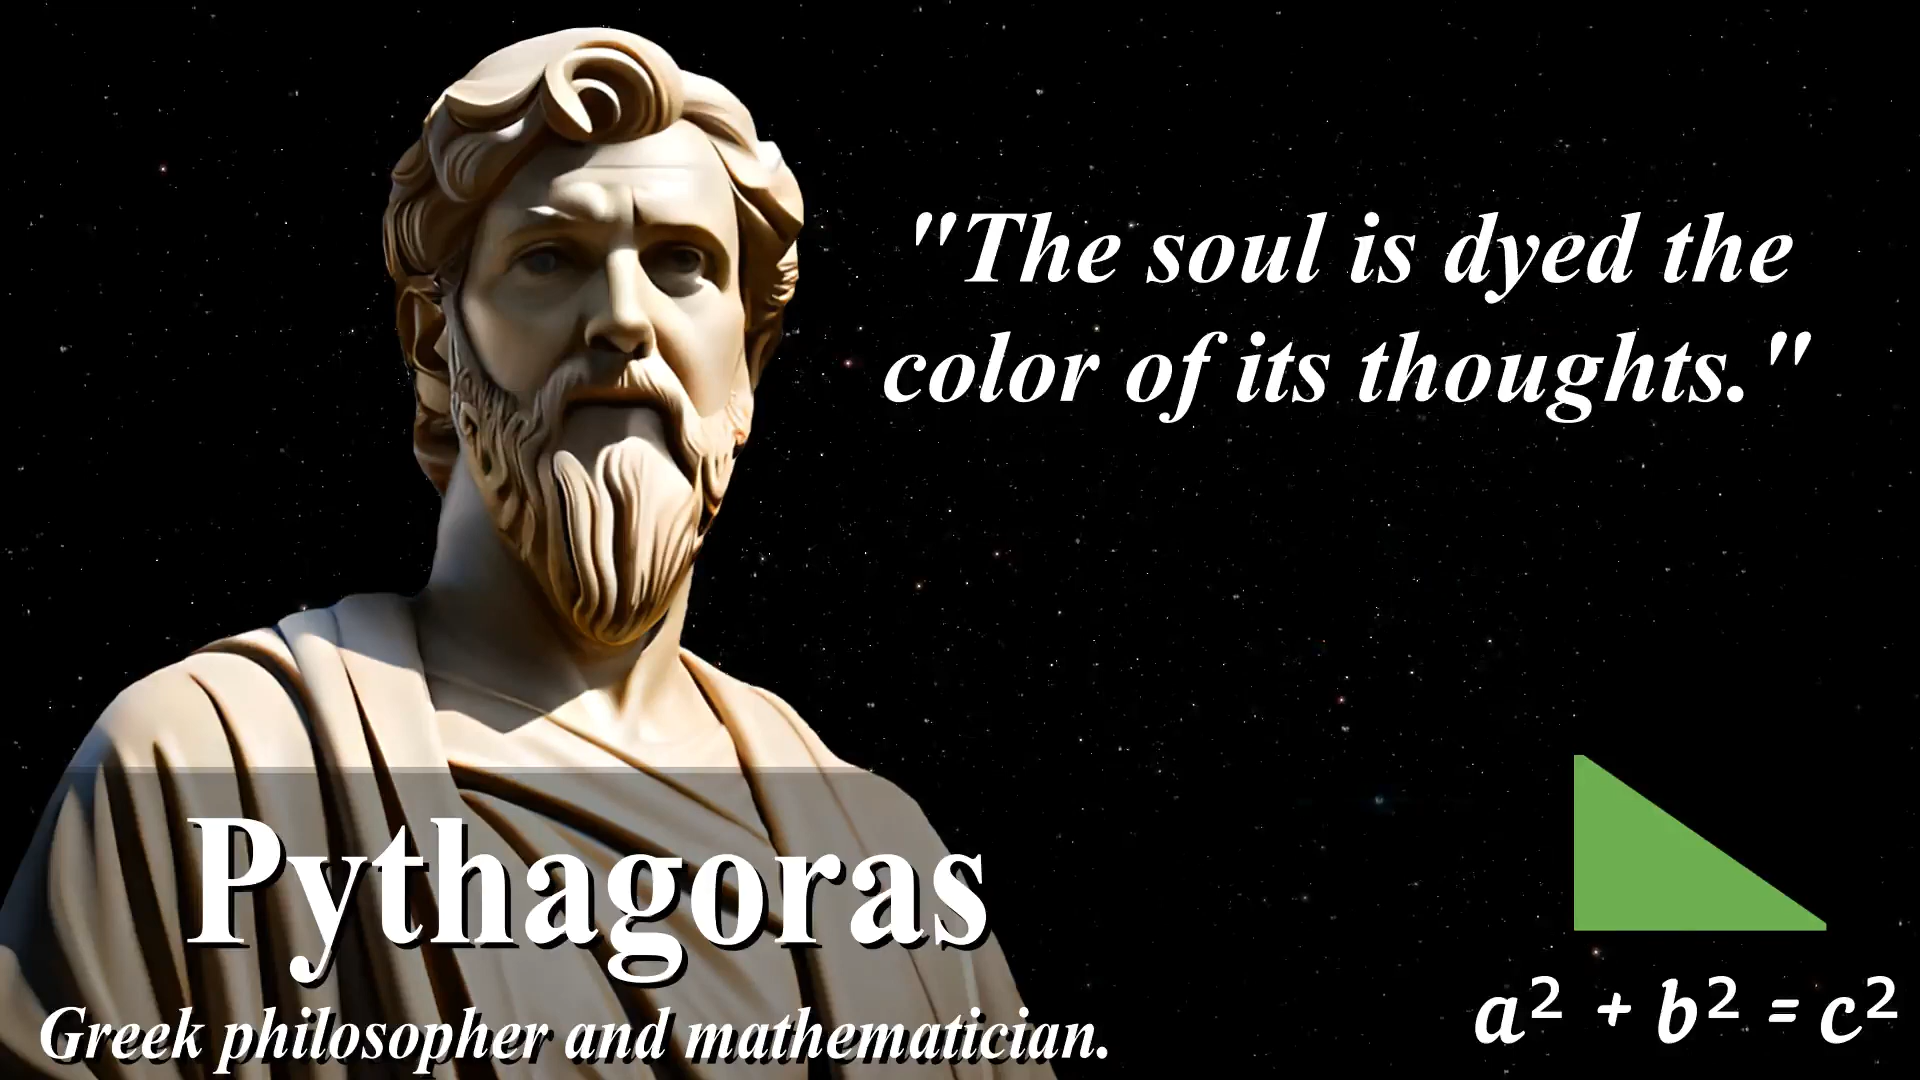 "The soul is dyed the
color of its thoughts."
Pythagoras
Greek philosopher and mathematician.
a² + b² = c²